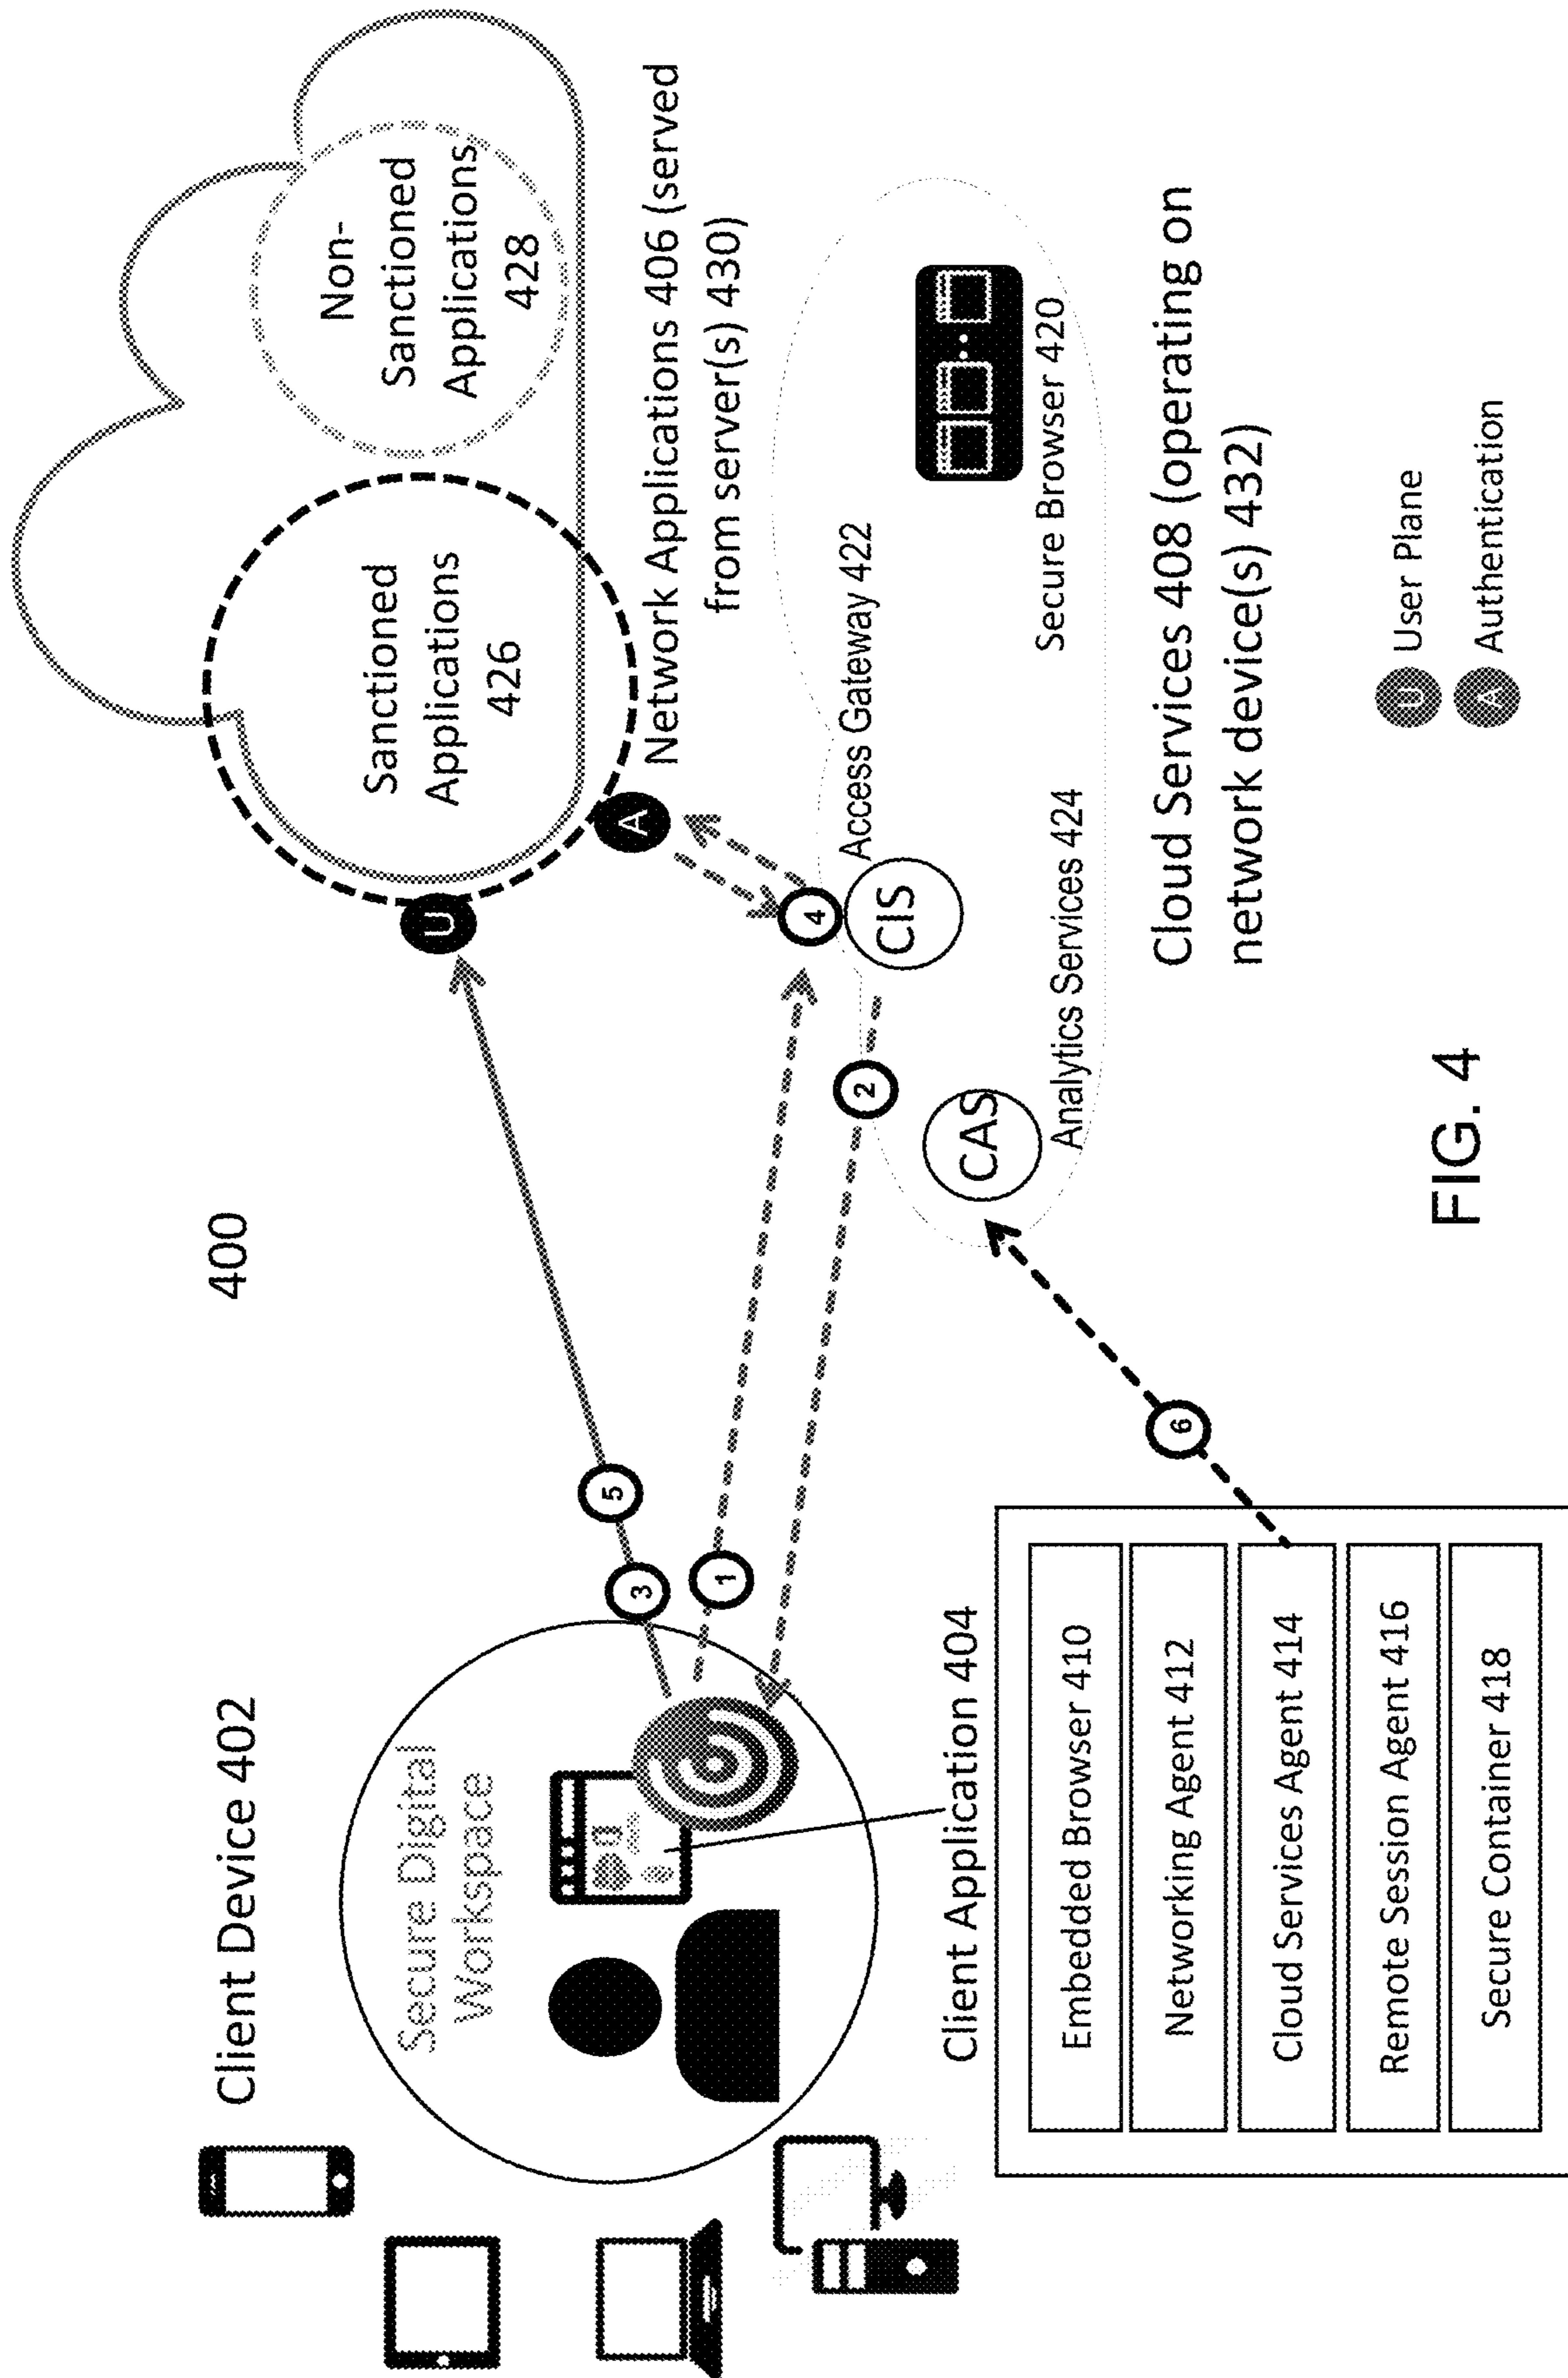 400
Client Device 402
Secure Digital
Workspace
3
5
1
2
4
U
A
Sanctioned
Applications
426
Non-
Sanctioned
Applications
428
Network Applications 406 (served
from server(s) 430)
Client Application 404
Embedded Browser 410
Networking Agent 412
Cloud Services Agent 414
Remote Session Agent 416
Secure Container 418
6
CAS
Analytics Services 424
CIS
Access Gateway 422
Secure Browser 420
Cloud Services 408 (operating on
network device(s) 432)
U User Plane
A Authentication
FIG. 4